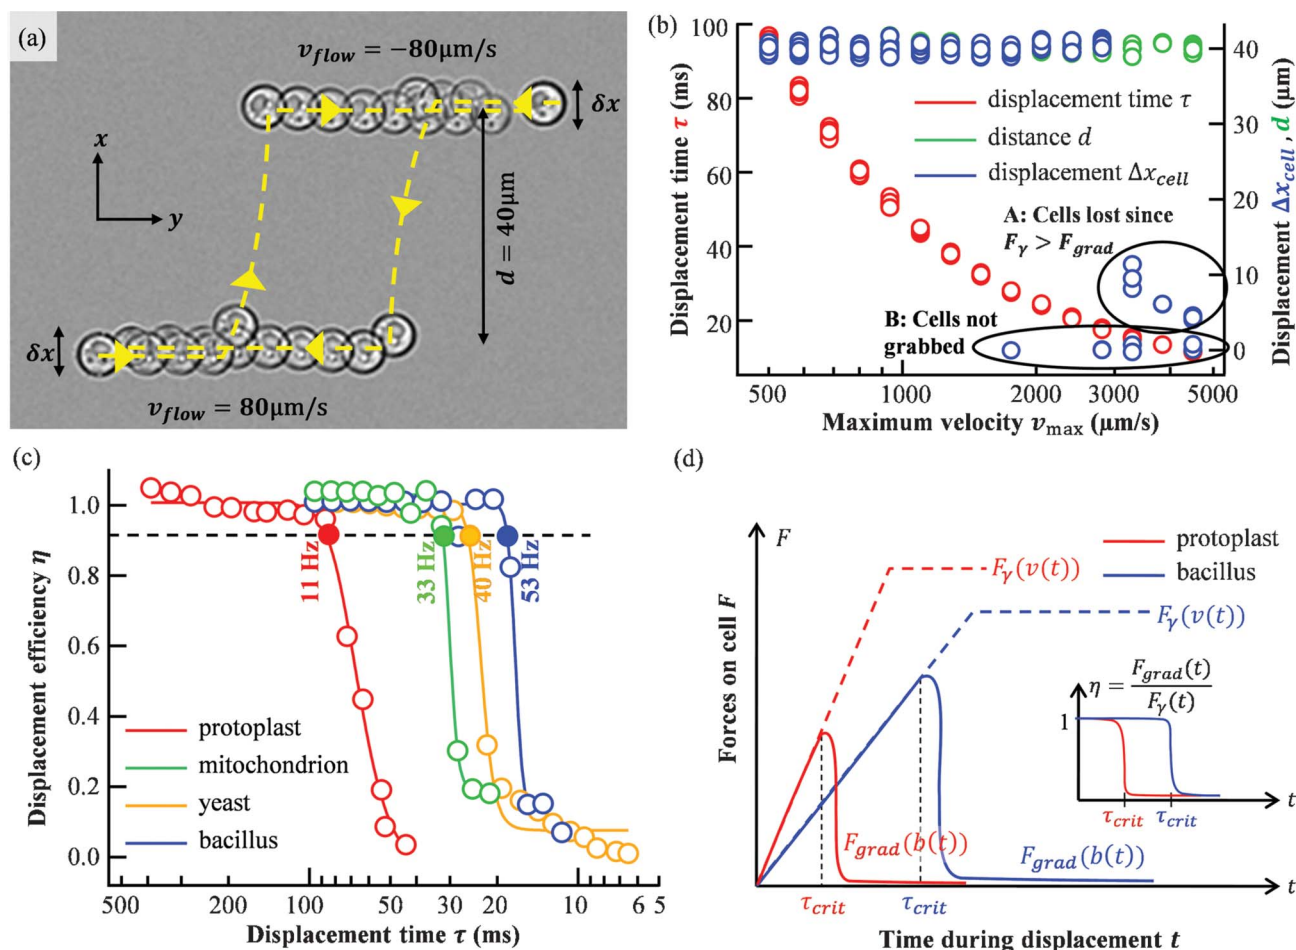 (a)
v_flow = −80μm/s
δx
x
y
d = 40μm
δx
v_flow = 80μm/s
(b)
100
80
60
40
20
Displacement time τ (ms)
displacement time τ
distance d
displacement Δx_cell
A: Cells lost since
F_γ > F_grad
B: Cells not
grabbed
40
30
20
10
0
Displacement Δx_cell, d (μm)
500
1000
2000
3000
5000
Maximum velocity v_max (μm/s)
(c)
1.0
0.8
0.6
0.4
0.2
0.0
Displacement efficiency η
11 Hz
33 Hz
40 Hz
53 Hz
protoplast
mitochondrion
yeast
bacillus
500
100
50
30
20
10
6
5
Displacement time τ (ms)
(d)
F
protoplast
bacillus
F_γ(v(t))
F_γ(v(t))
Forces on cell F
η = F_grad(t) / F_γ(t)
1
t
τ_crit
τ_crit
F_grad(b(t))
F_grad(b(t))
t
τ_crit
τ_crit
Time during displacement t